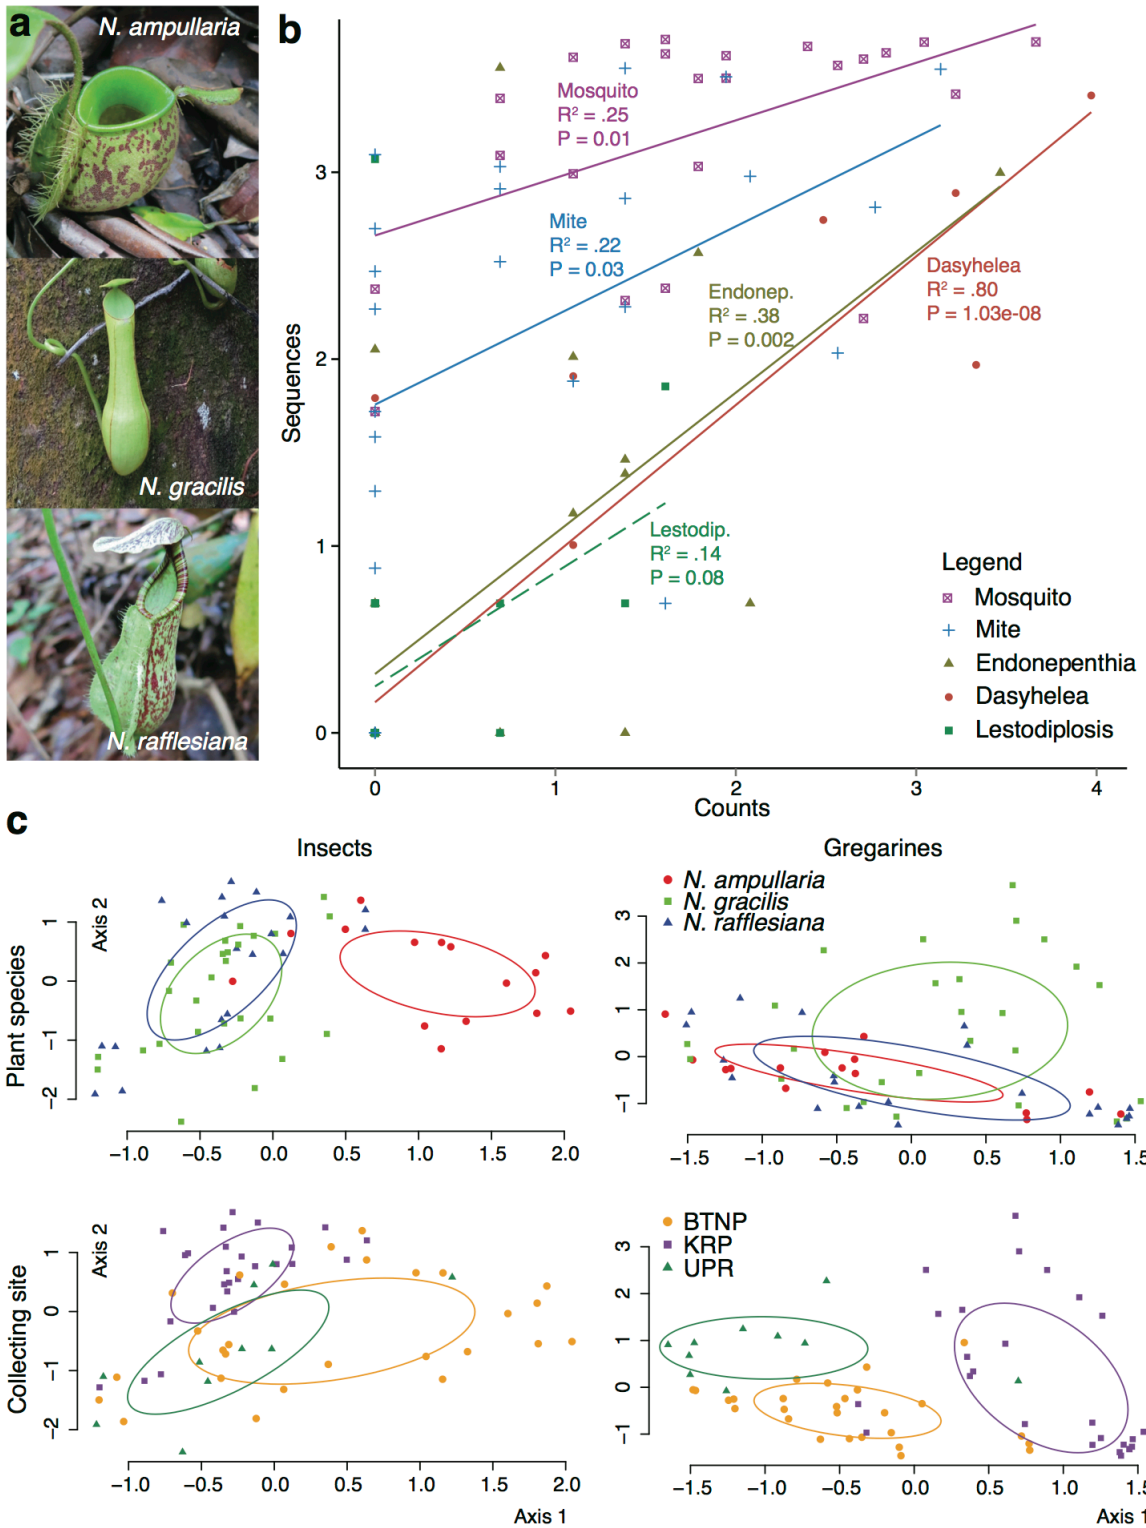 a
N. ampullaria
N. gracilis
N. rafflesiana
b
Sequences
3
2
1
0
Mosquito
R² = .25
P = 0.01
Mite
R² = .22
P = 0.03
Endonep.
R² = .38
P = 0.002
Dasyhelea
R² = .80
P = 1.03e-08
Lestodip.
R² = .14
P = 0.08
Legend
Mosquito
Mite
Endonepenthia
Dasyhelea
Lestodiplosis
0 1 2 3 4
Counts
c
Insects
Plant species
Axis 2
1
0
−1
−2
−1.0 −0.5 0.0 0.5 1.0 1.5 2.0
Gregarines
N. ampullaria
N. gracilis
N. rafflesiana
3
2
1
0
−1
−1.5 −1.0 −0.5 0.0 0.5 1.0 1.5
Collecting site
Axis 2
1
0
−1
−2
−1.0 −0.5 0.0 0.5 1.0 1.5 2.0
Axis 1
BTNP
KRP
UPR
3
2
1
0
−1
−1.5 −1.0 −0.5 0.0 0.5 1.0 1.5
Axis 1